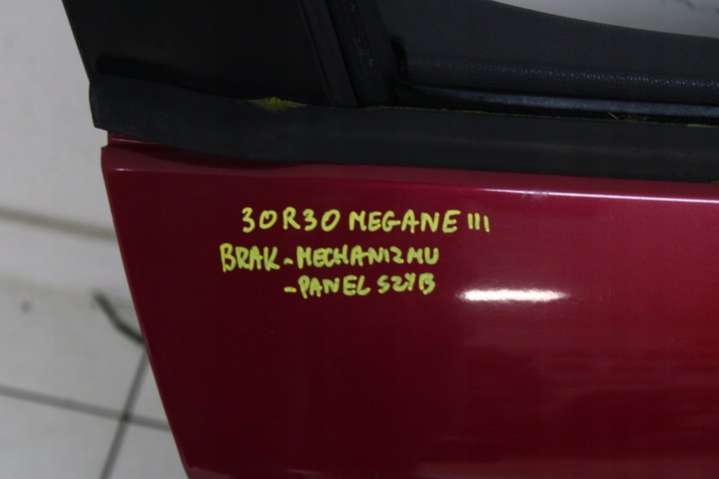 30R30 MEGANE III
BRAK - MECHANIZMU
- PANEL SZYB